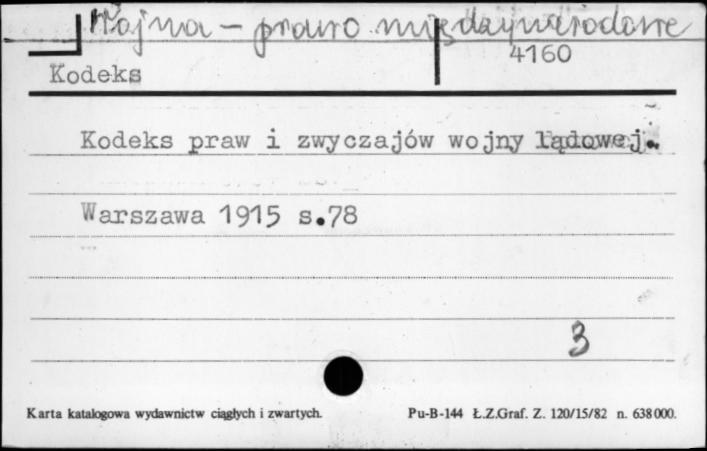 Wojna - prawo międzynarodowe
4160
Kodeks
Kodeks praw i zwyczajów wojny lądowej.
Warszawa 1915 s.78
3
Karta katalogowa wydawnictw ciągłych i zwartych.
Pu-B-144 Ł.Z.Graf. Z. 120/15/82 n. 638000.